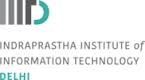 INDRAPRASTHA INSTITUTE of
INFORMATION TECHNOLOGY
DELHI